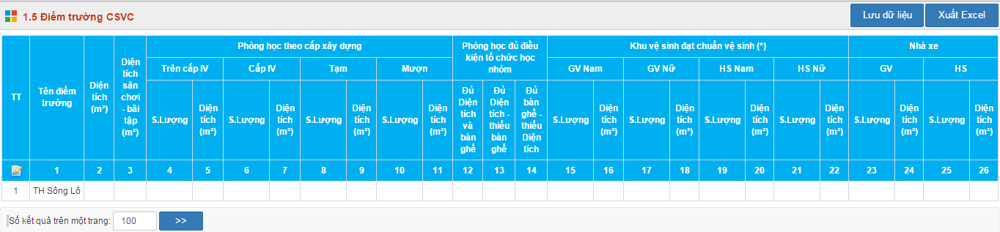 1.5 Điểm trường CSVC
Lưu dữ liệu
Xuất Excel
TT
Tên điểm
trường
Diện
tích
(m²)
Diện
tích
sân
chơi
- bãi
tập
(m²)
Phòng học theo cấp xây dựng
Phòng học đủ điều
kiện tổ chức học
nhóm
Khu vệ sinh đạt chuẩn vệ sinh (*)
Nhà xe
Trên cấp IV
Cấp IV
Tạm
Mượn
GV Nam
GV Nữ
HS Nam
HS Nữ
GV
HS
S.Lượng
Diện
tích
(m²)
S.Lượng
Diện
tích
(m²)
S.Lượng
Diện
tích
(m²)
S.Lượng
Diện
tích
(m²)
Đủ
Diện
tích
và
bàn
ghế
Đủ
Diện
tích -
thiếu
bàn
ghế
Đủ
bàn
ghế -
thiếu
Diện
tích
S.Lượng
Diện
tích
(m²)
S.Lượng
Diện
tích
(m²)
S.Lượng
Diện
tích
(m²)
S.Lượng
Diện
tích
(m²)
S.Lượng
Diện
tích
(m²)
S.Lượng
Diện
tích
(m²)
1 2 3 4 5 6 7 8 9 10 11 12 13 14 15 16 17 18 19 20 21 22 23 24 25 26
1 TH Sông Lô
Số kết quả trên một trang: 100 >>